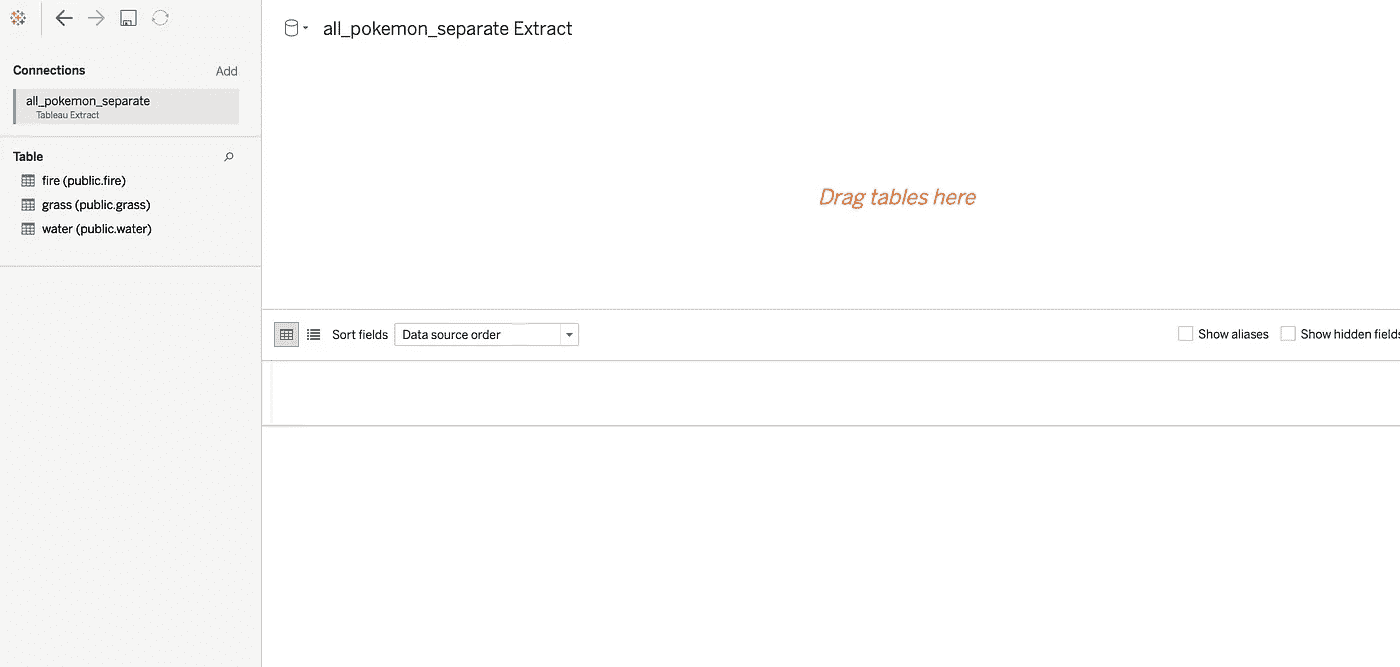 all_pokemon_separate Extract
Connections
Add
all_pokemon_separate
Tableau Extract
Table
fire (public.fire)
grass (public.grass)
water (public.water)
Drag tables here
Sort fields
Data source order
Show aliases
Show hidden fields